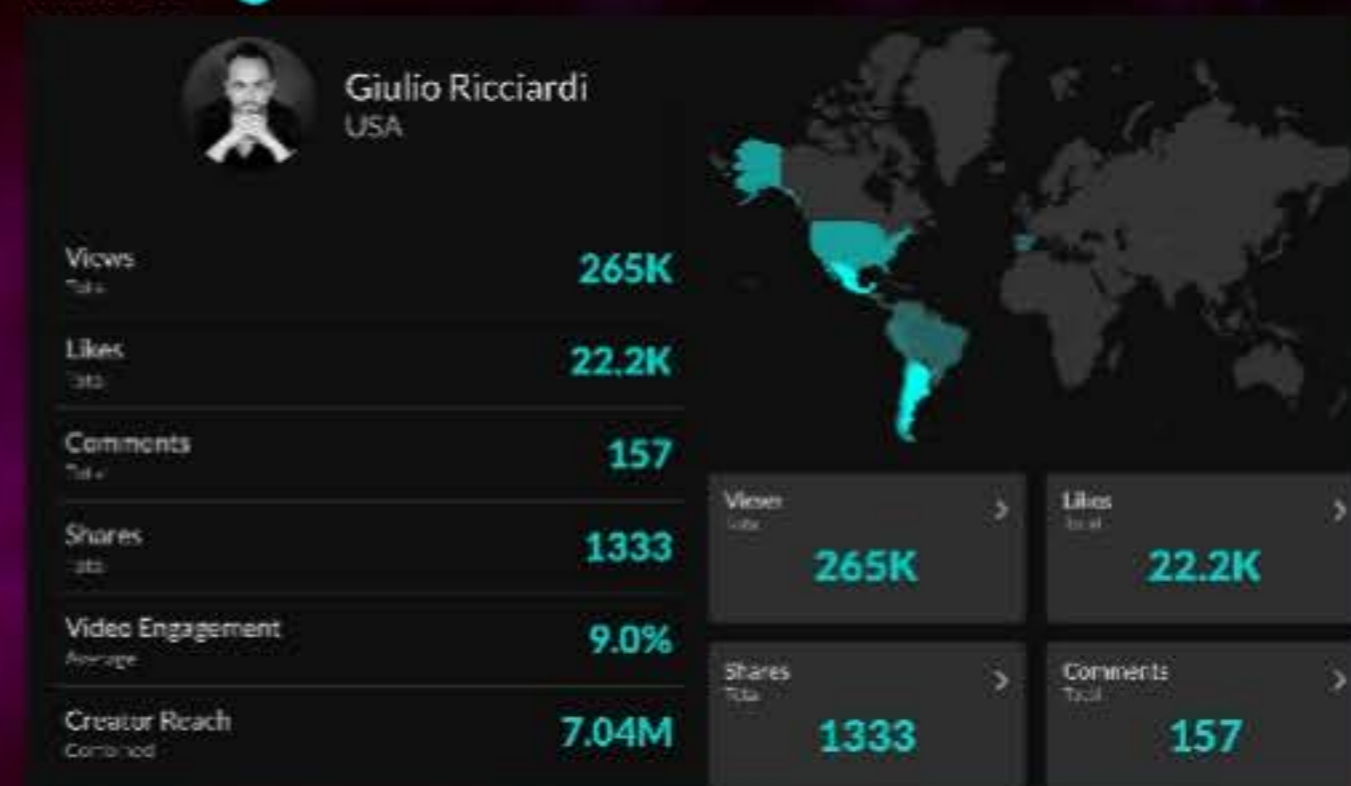 Giulio Ricciardi
USA
Views
265K
Likes
22.2K
Comments
157
Shares
1333
Video Engagement
Average
9.0%
Creator Reach
Combined
7.04M
Views
Total
265K
Likes
Total
22.2K
Shares
Total
1333
Comments
Total
157